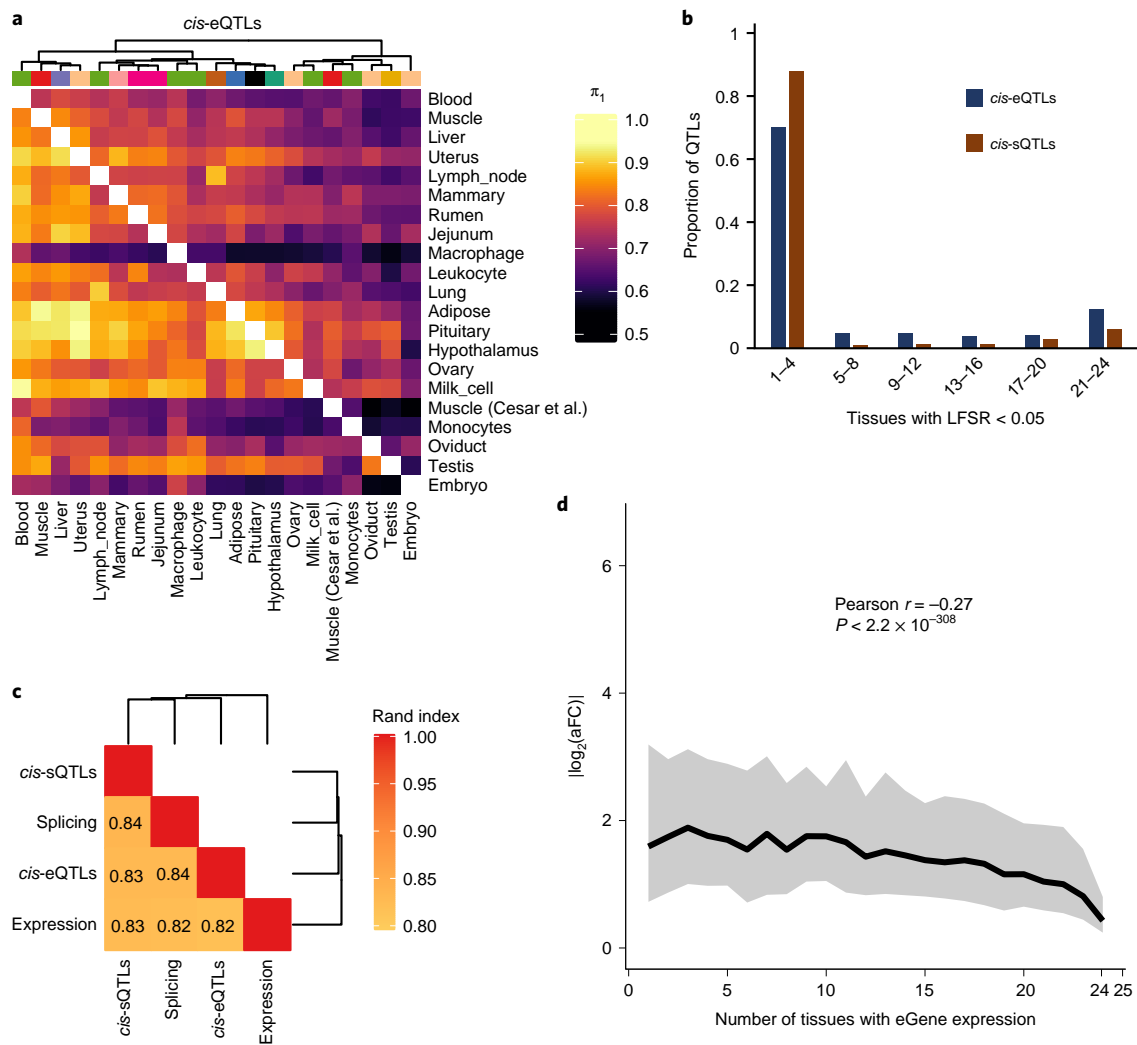 a
cis-eQTLs
Blood
Muscle
Liver
Uterus
Lymph_node
Mammary
Rumen
Jejunum
Macrophage
Leukocyte
Lung
Adipose
Pituitary
Hypothalamus
Ovary
Milk_cell
Muscle (Cesar et al.)
Monocytes
Oviduct
Testis
Embryo
Blood
Muscle
Liver
Uterus
Lymph_node
Mammary
Rumen
Jejunum
Macrophage
Leukocyte
Lung
Adipose
Pituitary
Hypothalamus
Ovary
Milk_cell
Muscle (Cesar et al.)
Monocytes
Oviduct
Testis
Embryo
π1
1.0
0.9
0.8
0.7
0.6
0.5
b
Proportion of QTLs
0.8
0.6
0.4
0.2
0
cis-eQTLs
cis-sQTLs
1–4
5–8
9–12
13–16
17–20
21–24
Tissues with LFSR < 0.05
c
Rand index
1.00
0.95
0.90
0.85
0.80
cis-sQTLs
Splicing
0.84
cis-eQTLs
0.83 0.84
Expression
0.83 0.82 0.82
cis-sQTLs
Splicing
cis-eQTLs
Expression
d
|log2(aFC)|
6
4
2
0
Pearson r = –0.27
P < 2.2 × 10–308
0 5 10 15 20 24 25
Number of tissues with eGene expression